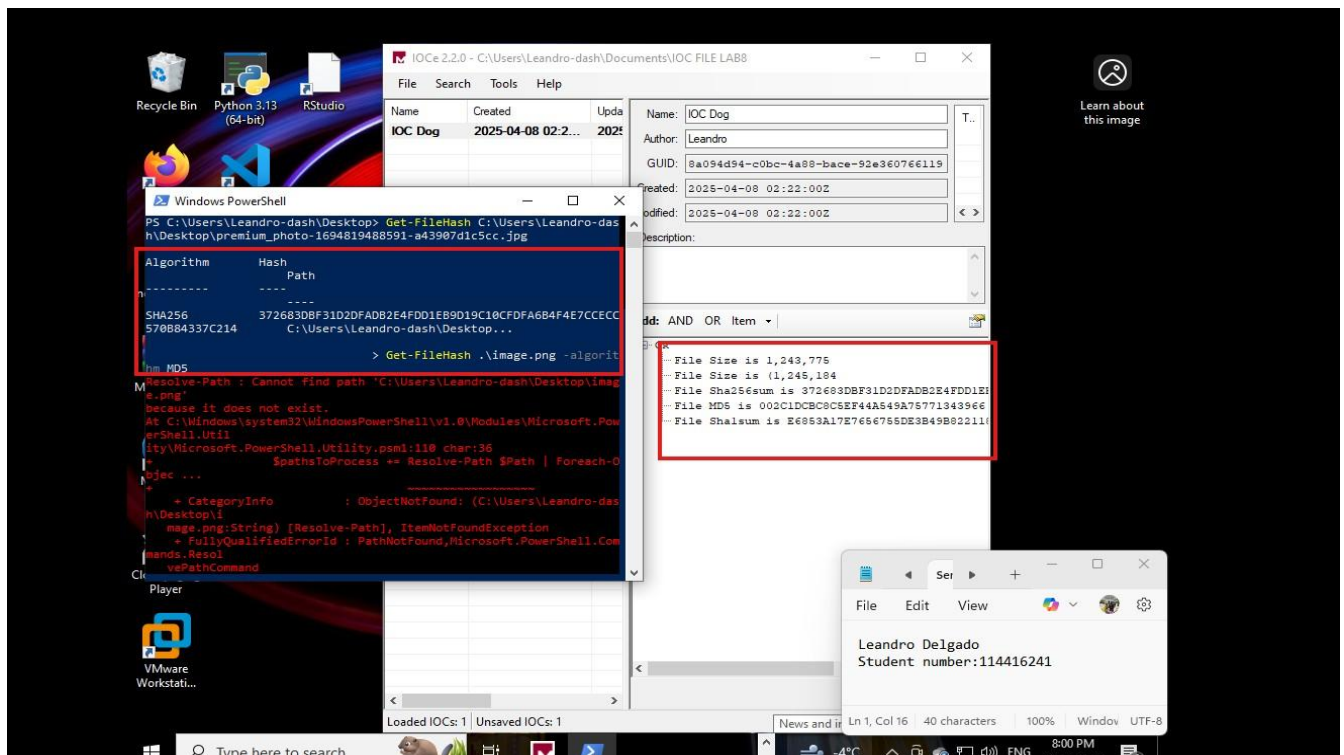 Recycle Bin
Python 3.13
(64-bit)
RStudio
IOCe 2.2.0 - C:\Users\Leandro-dash\Documents\IOC FILE LAB8
File Search Tools Help
Name Created Upda
IOC Dog 2025-04-08 02:2... 2025
Name: IOC Dog
T..
Author: Leandro
GUID: 8a094d94-c0bc-4a88-bace-92e360766119
Created: 2025-04-08 02:22:00Z
odified: 2025-04-08 02:22:00Z
Description:
dd: AND OR Item
File Size is 1,243,775
File Size is (1,245,184
File Sha256sum is 372683DBF31D2DFADB2E4FDD1E
File MD5 is 002C1DCBC8C5EF44A549A75771343966
File Sha1sum is E6853A17E7656755DE3B49B822118
Learn about
this image
Windows PowerShell
PS C:\Users\Leandro-dash\Desktop> Get-FileHash C:\Users\Leandro-das
h\Desktop\premium_photo-1694819488591-a43907d1c5cc.jpg
Algorithm Hash
Path
--------- ----
----
SHA256 372683DBF31D2DFADB2E4FDD1EB9D19C10CFDFA6B4F4E7CCECC
570B84337C214 C:\Users\Leandro-dash\Desktop...
> Get-FileHash .\image.png -algorit
hm MD5
Resolve-Path : Cannot find path 'C:\Users\Leandro-dash\Desktop\imag
e.png'
because it does not exist.
At C:\Windows\system32\WindowsPowerShell\v1.0\Modules\Microsoft.Pow
erShell.Util
ity\Microsoft.PowerShell.Utility.psm1:110 char:36
+ $pathsToProcess += Resolve-Path $Path | Foreach-O
bjec ...
+ ~~~~~~~~~~~~~~~~~~
+ CategoryInfo : ObjectNotFound: (C:\Users\Leandro-das
h\Desktop\i
mage.png:String) [Resolve-Path], ItemNotFoundException
+ FullyQualifiedErrorId : PathNotFound,Microsoft.PowerShell.Com
mands.Resol
vePathCommand
Player
VMware
Workstati...
Loaded IOCs: 1 Unsaved IOCs: 1
File Edit View
Leandro Delgado
Student number:114416241
Ln 1, Col 16 40 characters 100% Window UTF-8
News and in
Type here to search
-4°C
ENG
8:00 PM